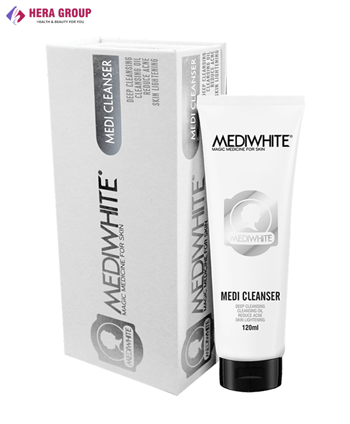 HERA GROUP
HEALTH & BEAUTY FOR YOU
MEDI CLEANSER
DEEP CLEANSING
CLEANSING OIL
REDUCE ACNE
SKIN LIGHTENING
MEDIWHITE®
MAGIC MEDICINE FOR SKIN
MEDIWHITE
MEDIWHITE®
MAGIC MEDICINE FOR SKIN
MEDIWHITE
MEDI CLEANSER
DEEP CLEANSING
CLEANSING OIL
REDUCE ACNE
SKIN LIGHTENING
120ml